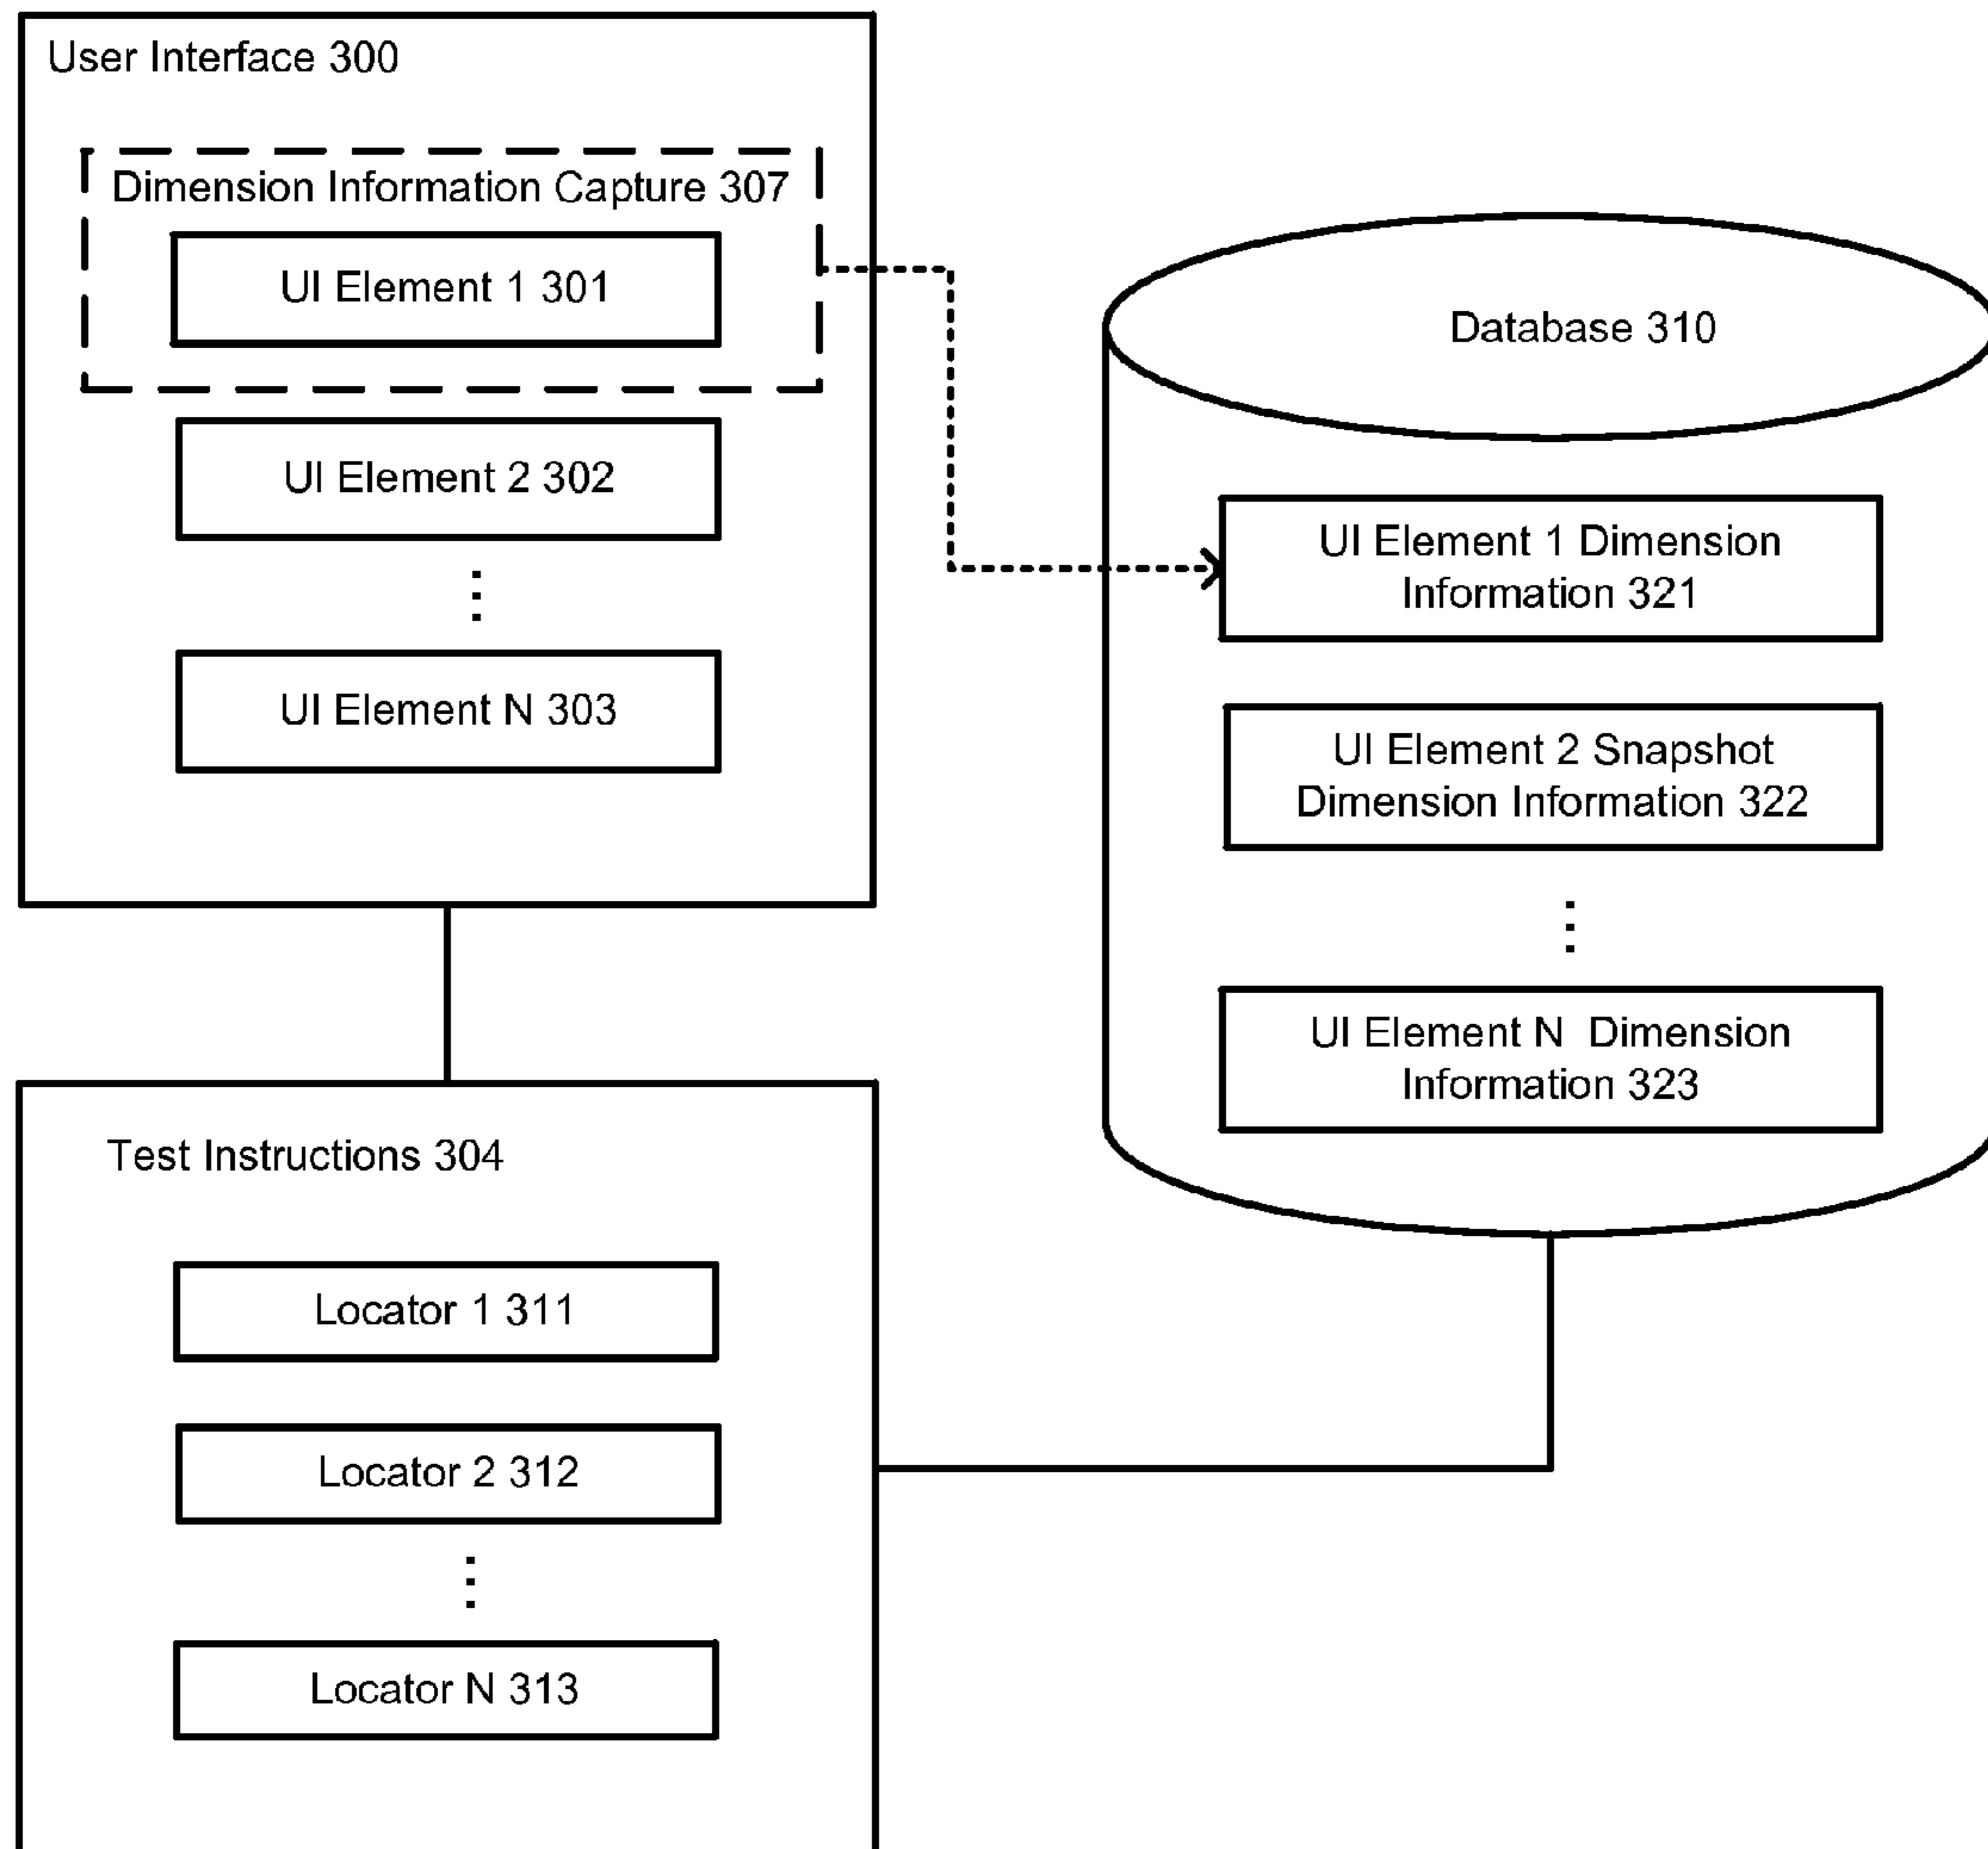 User Interface 300
Dimension Information Capture 307
UI Element 1 301
UI Element 2 302
UI Element N 303
Database 310
UI Element 1 Dimension
Information 321
UI Element 2 Snapshot
Dimension Information 322
UI Element N Dimension
Information 323
Test Instructions 304
Locator 1 311
Locator 2 312
Locator N 313